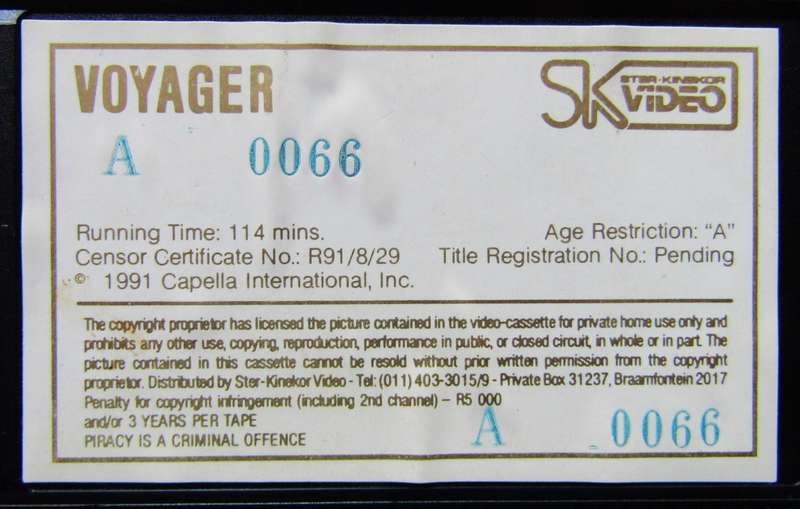 VOYAGER
SK STER·KINEKOR VIDEO
A 0066
Running Time: 114 mins.
Age Restriction: "A"
Censor Certificate No.: R91/8/29
Title Registration No.: Pending
© 1991 Capella International, Inc.
The copyright proprietor has licensed the picture contained in the video-cassette for private home use only and
prohibits any other use, copying, reproduction, performance in public, or closed circuit, in whole or in part. The
picture contained in this cassette cannot be resold without prior written permission from the copyright
proprietor. Distributed by Ster-Kinekor Video - Tel: (011) 403-3015/9 - Private Box 31237, Braamfontein 2017
Penalty for copyright infringement (including 2nd channel) – R5 000
and/or 3 YEARS PER TAPE
PIRACY IS A CRIMINAL OFFENCE
A 0066